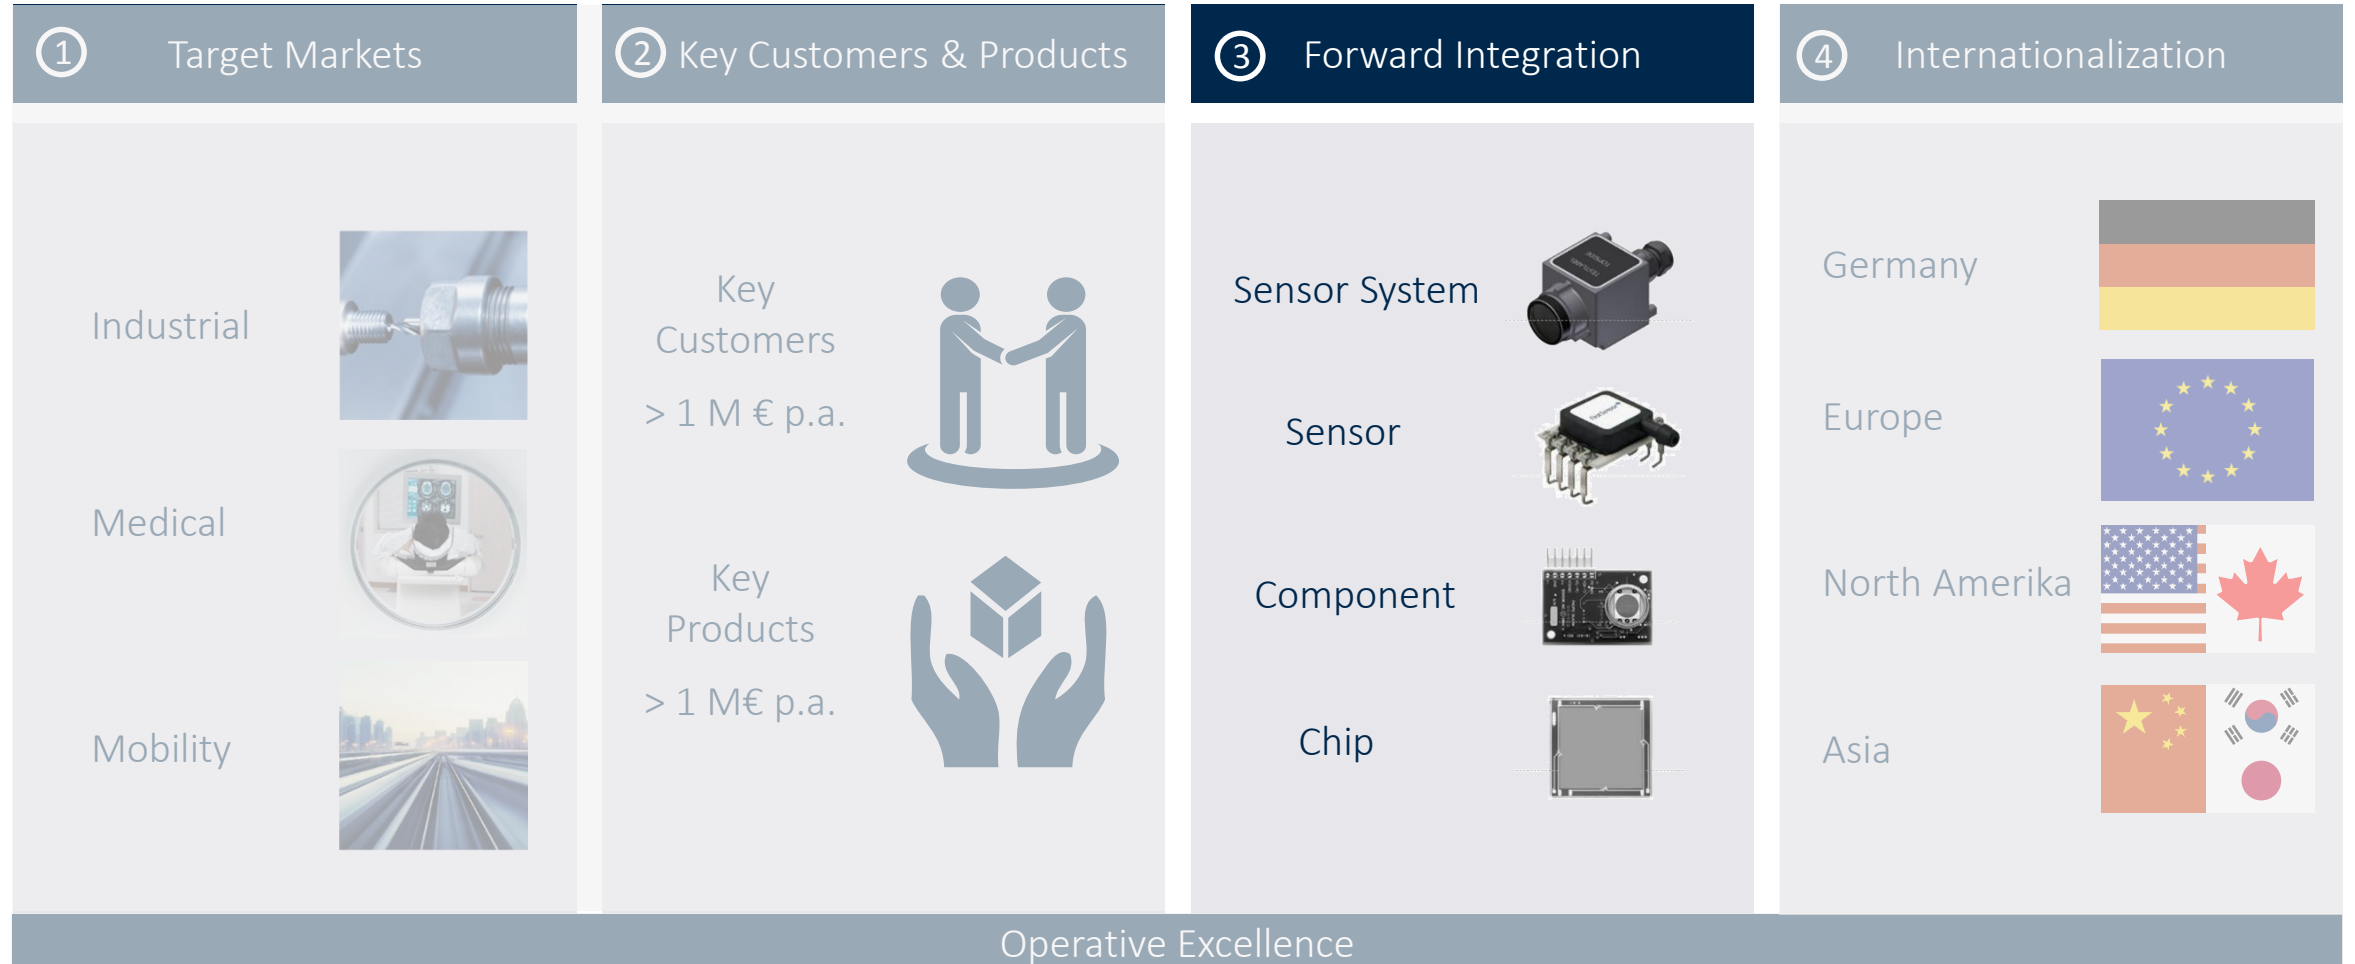 1 Target Markets
Industrial
Medical
Mobility
2 Key Customers & Products
Key
Customers
> 1 M € p.a.
Key
Products
> 1 M€ p.a.
3 Forward Integration
Sensor System
Sensor
Component
Chip
4 Internationalization
Germany
Europe
North Amerika
Asia
Operative Excellence